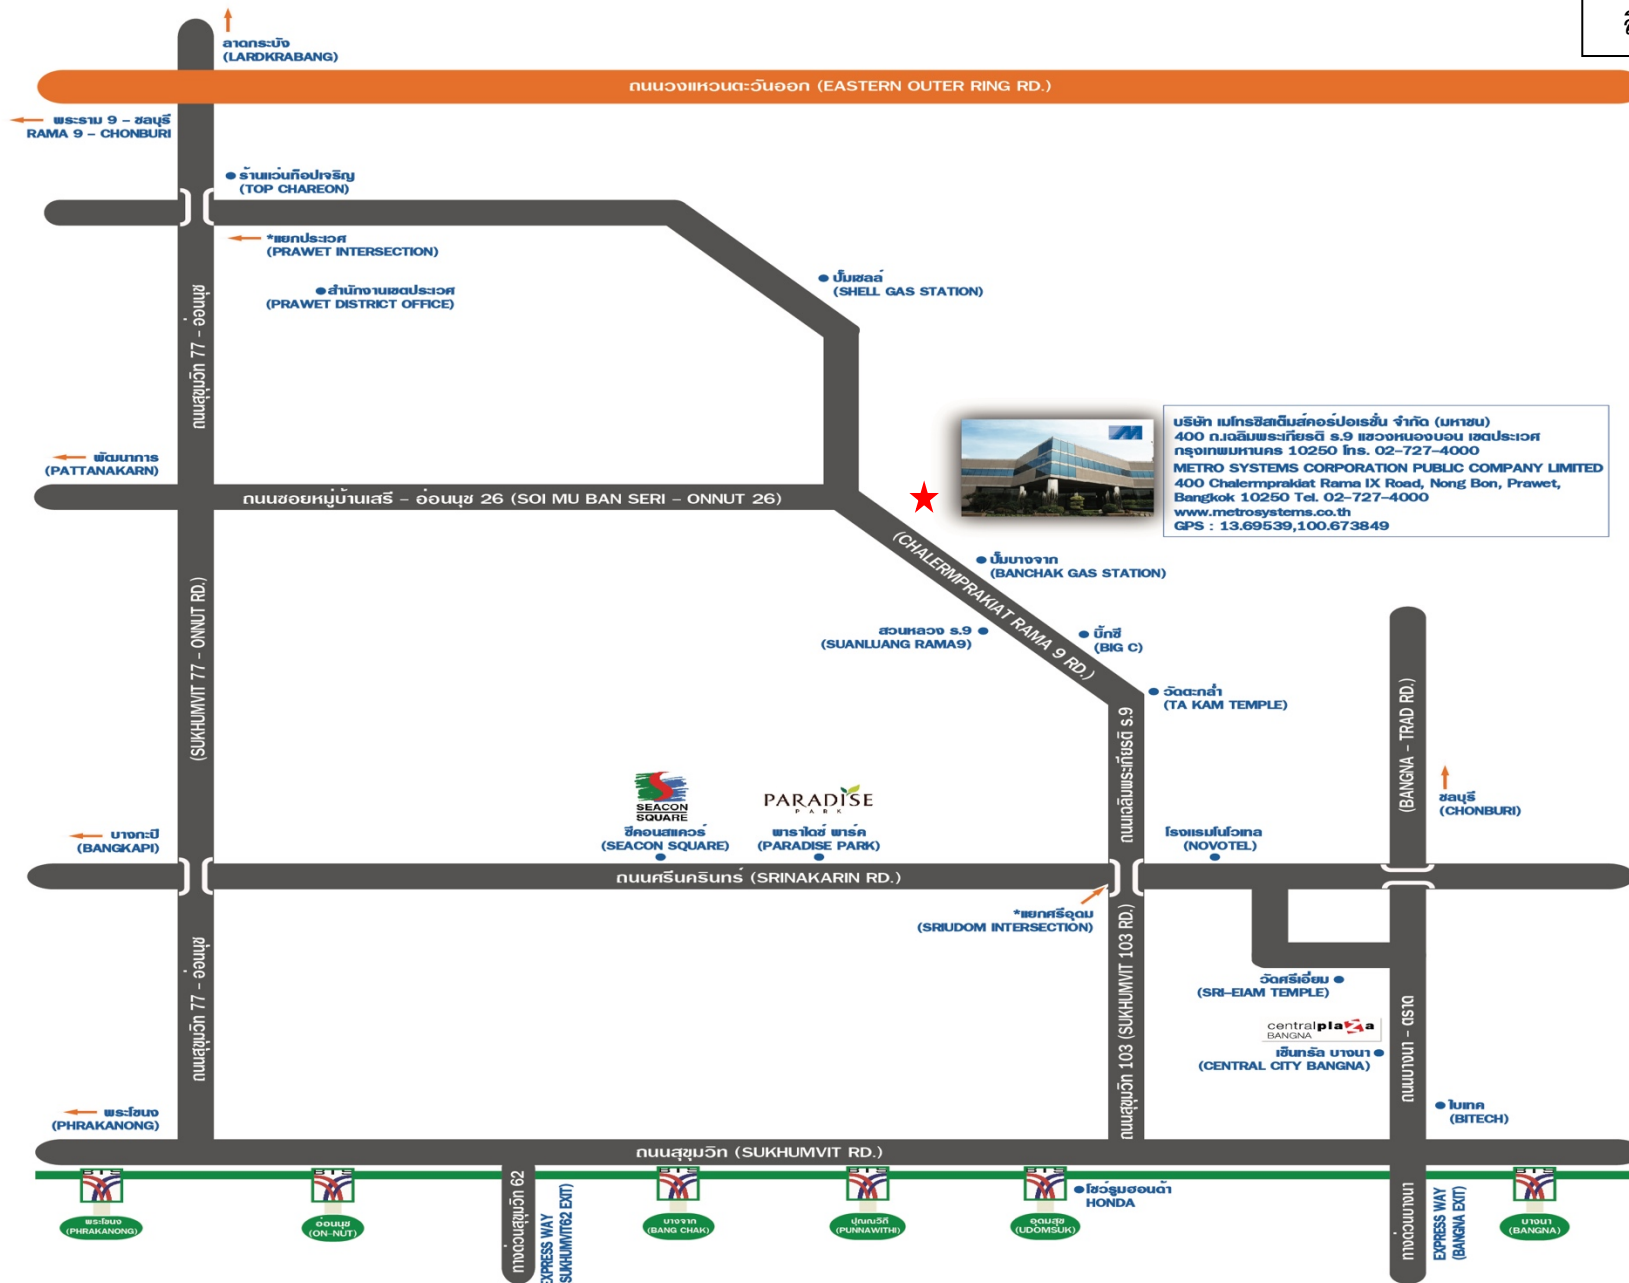 ลาดกระบัง
(LARDKRABANG)
ถนนวงแหวนตะวันออก (EASTERN OUTER RING RD.)
พระราม 9 – ชลบุรี
RAMA 9 – CHONBURI
ร้านแว่นท็อปเจริญ
(TOP CHAREON)
*แยกประเวศ
(PRAWET INTERSECTION)
สำนักงานเขตประเวศ
(PRAWET DISTRICT OFFICE)
ปั๊มเชลล์
(SHELL GAS STATION)
ถนนสุขุมวิท 77 – อ่อนนุช
บริษัท เมโทรซิสเต็มส์คอร์ปอเรชั่น จำกัด (มหาชน)
400 ถ.เฉลิมพระเกียรติ ร.9 แขวงหนองบอน เขตประเวศ
กรุงเทพมหานคร 10250 โทร. 02–727–4000
METRO SYSTEMS CORPORATION PUBLIC COMPANY LIMITED
400 Chalermprakiat Rama IX Road, Nong Bon, Prawet,
Bangkok 10250 Tel. 02–727–4000
www.metrosystems.co.th
GPS : 13.69539,100.673849
พัฒนาการ
(PATTANAKARN)
ถนนซอยหมู่บ้านเสรี – อ่อนนุช 26 (SOI MU BAN SERI – ONNUT 26)
(CHALERMPRAKIAT RAMA 9 RD.)
ปั๊มบางจาก
(BANCHAK GAS STATION)
สวนหลวง ร.9
(SUANLUANG RAMA9)
บิ๊กซี
(BIG C)
วัดตะกล่ำ
(TA KAM TEMPLE)
(SUKHUMVIT 77 – ONNUT RD.)
ถนนเฉลิมพระเกียรติ ร.9
(BANGNA – TRAD RD.)
ชลบุรี
(CHONBURI)
SEACON
SQUARE
ซีคอนสแควร์
(SEACON SQUARE)
PARADISE
PARK
พาราไดซ์ พาร์ค
(PARADISE PARK)
โรงแรมโนโวเทล
(NOVOTEL)
บางกะปิ
(BANGKAPI)
ถนนศรีนครินทร์ (SRINAKARIN RD.)
*แยกศรีอุดม
(SRIUDOM INTERSECTION)
ถนนสุขุมวิท 77 – อ่อนนุช
ถนนสุขุมวิท 103 (SUKHUMVIT 103 RD.)
วัดศรีเอี่ยม
(SRI–EIAM TEMPLE)
centralplaza
BANGNA
เซ็นทรัล บางนา
(CENTRAL CITY BANGNA)
ถนนบางนา – ตราด
ไบเทค
(BITECH)
พระโขนง
(PHRAKANONG)
ถนนสุขุมวิท (SUKHUMVIT RD.)
BTS
BTS
BTS
BTS
BTS
BTS
พระโขนง
(PHRAKANONG)
อ่อนนุช
(ON–NUT)
ทางด่วนสุขุมวิท 62
EXPRESS WAY
SUKHUMVIT62 EXIT)
บางจาก
(BANG CHAK)
ปุณณวิถี
(PUNNAWITHI)
อุดมสุข
(UDOMSUK)
โชว์รูมฮอนด้า
HONDA
ทางด่วนบางนา
EXPRESS WAY
(BANGNA EXIT)
บางนา
(BANGNA)